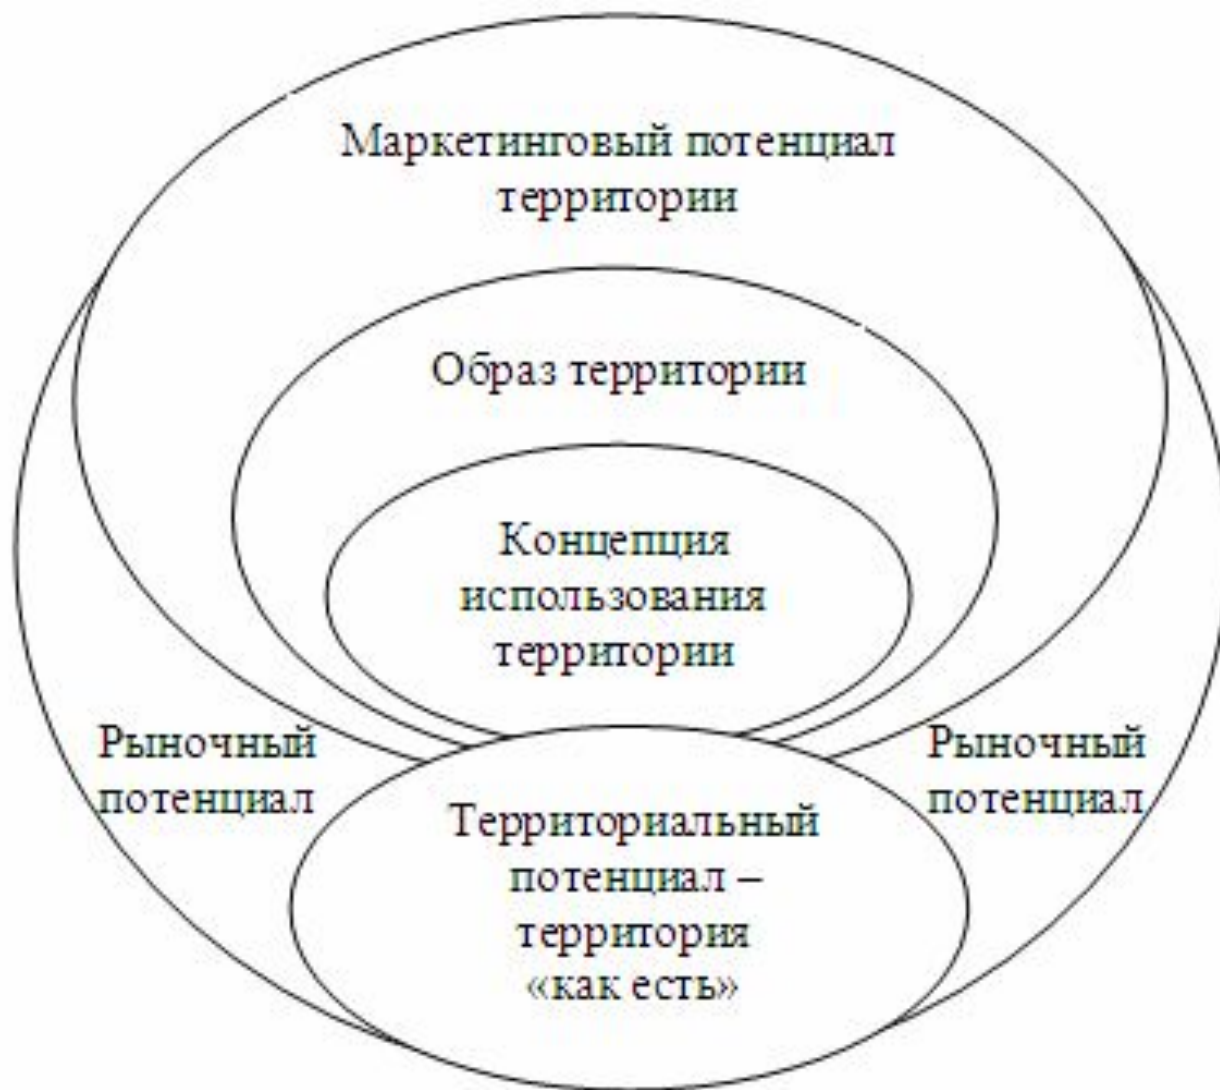 Маркетинговый потенциал
территории
Образ территории
Концепция
использования
территории
Рыночный
потенциал
Рыночный
потенциал
Территориальный
потенциал –
территория
«как есть»